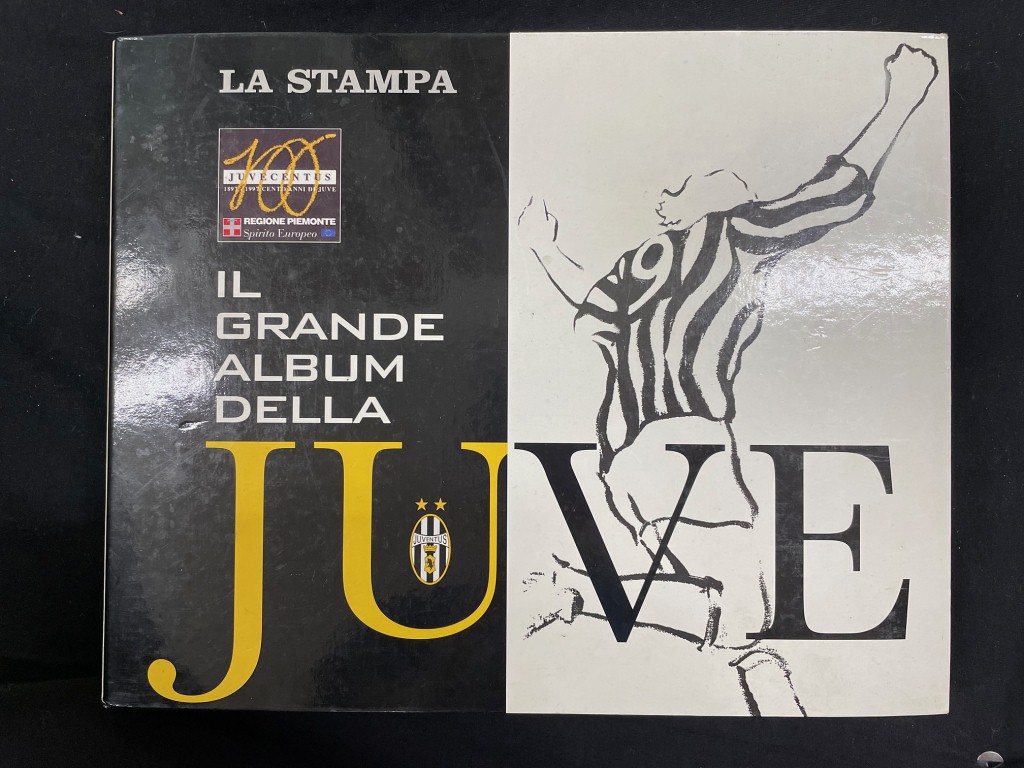 LA STAMPA
100
JUVECENTUS
1897-1997 CENT'ANNI DI JUVE
REGIONE PIEMONTE
Spirito Europeo
IL
GRANDE
ALBUM
DELLA
JUVE
JUVENTUS
9